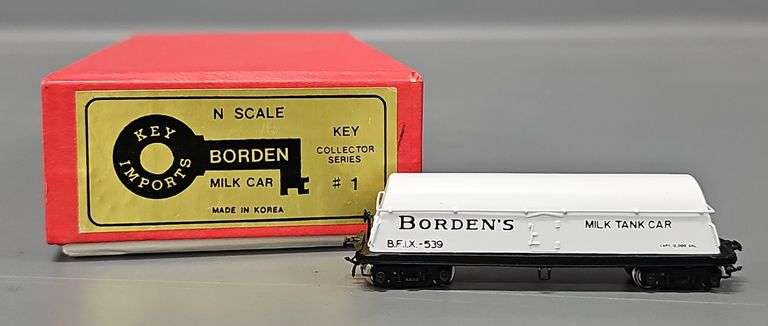 N SCALE
KEY
IMPORTS
BORDEN
MILK CAR
MADE IN KOREA
KEY
COLLECTOR
SERIES
# 1
BORDEN'S
MILK TANK CAR
B.F.I.X.-539